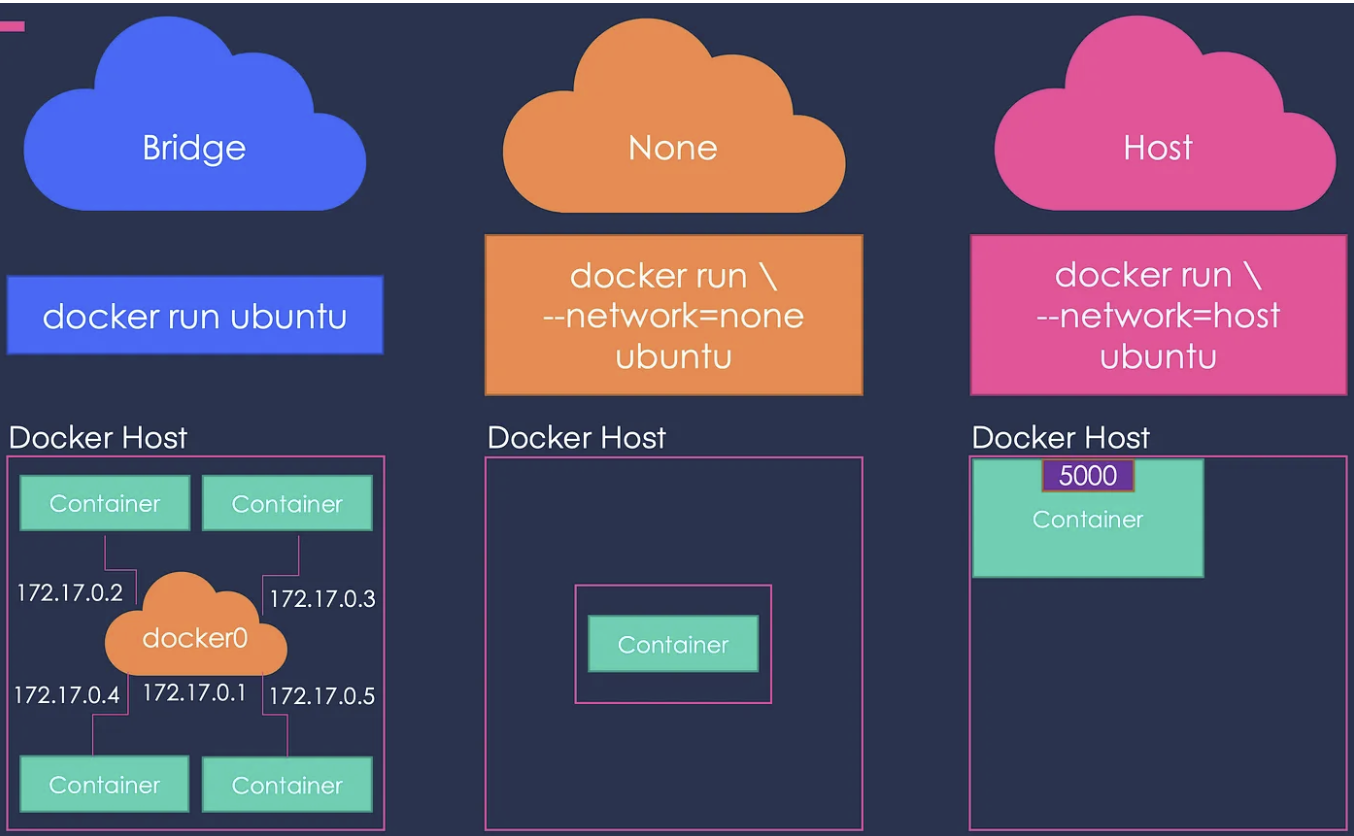 Bridge
docker run ubuntu
Docker Host
Container
Container
172.17.0.2
172.17.0.3
docker0
172.17.0.4
172.17.0.1
172.17.0.5
Container
Container
None
docker run \
--network=none
ubuntu
Docker Host
Container
Host
docker run \
--network=host
ubuntu
Docker Host
5000
Container